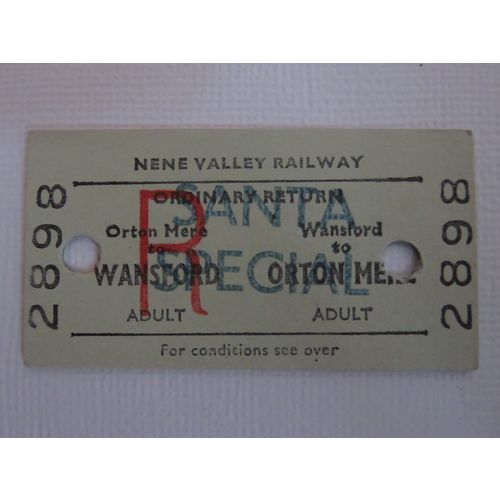 NENE VALLEY RAILWAY
ORDINARY RETURN
SANTA
SPECIAL
R
Orton Mere
to
WANSFORD
ADULT
Wansford
to
ORTON MERE
ADULT
For conditions see over
2898
2898